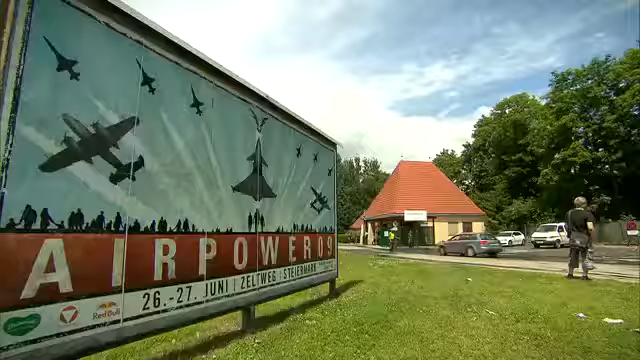 AIRPOWER09
26.-27. JUNI | ZELTWEG | STEIERMARK
Red Bull